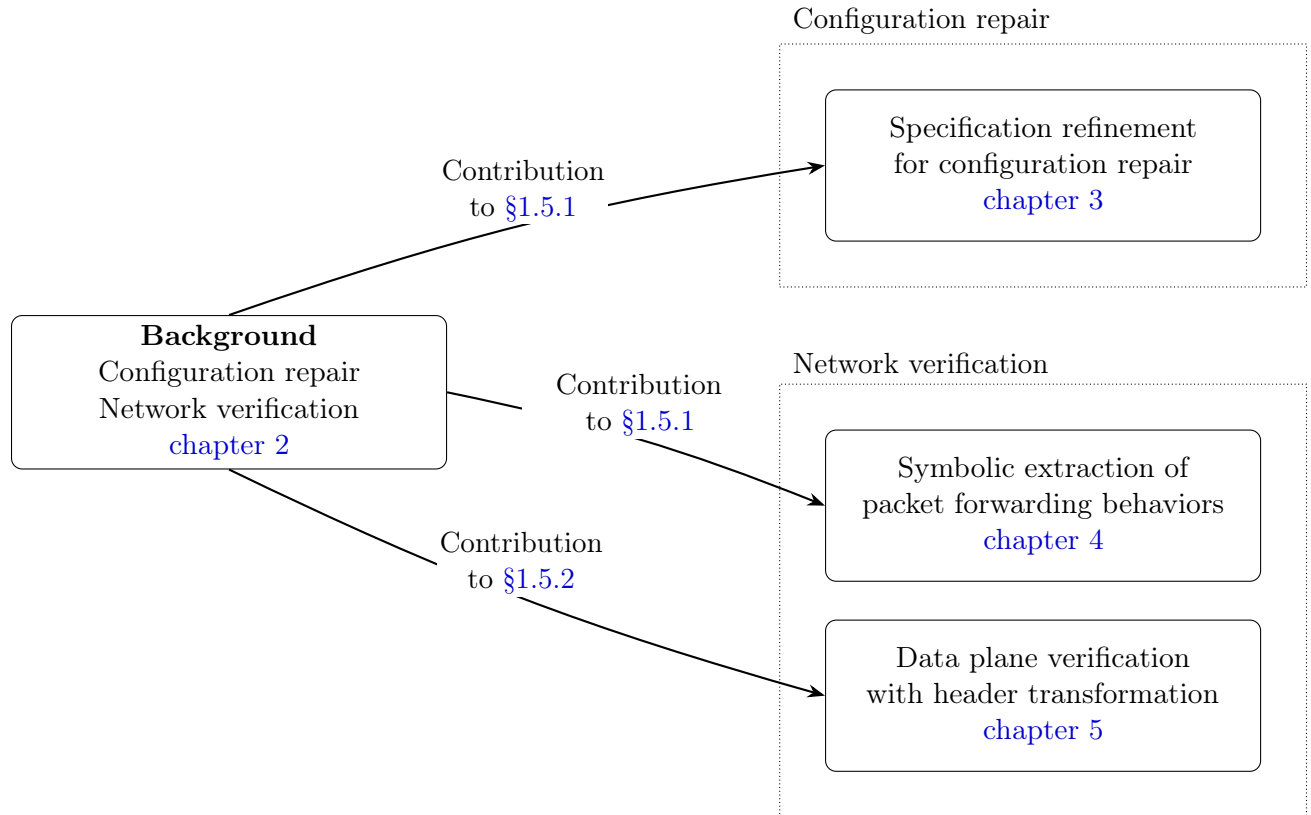 Configuration repair
Specification refinement
for configuration repair
chapter 3
Contribution
to §1.5.1
Background
Configuration repair
Network verification
chapter 2
Network verification
Contribution
to §1.5.1
Symbolic extraction of
packet forwarding behaviors
chapter 4
Contribution
to §1.5.2
Data plane verification
with header transformation
chapter 5